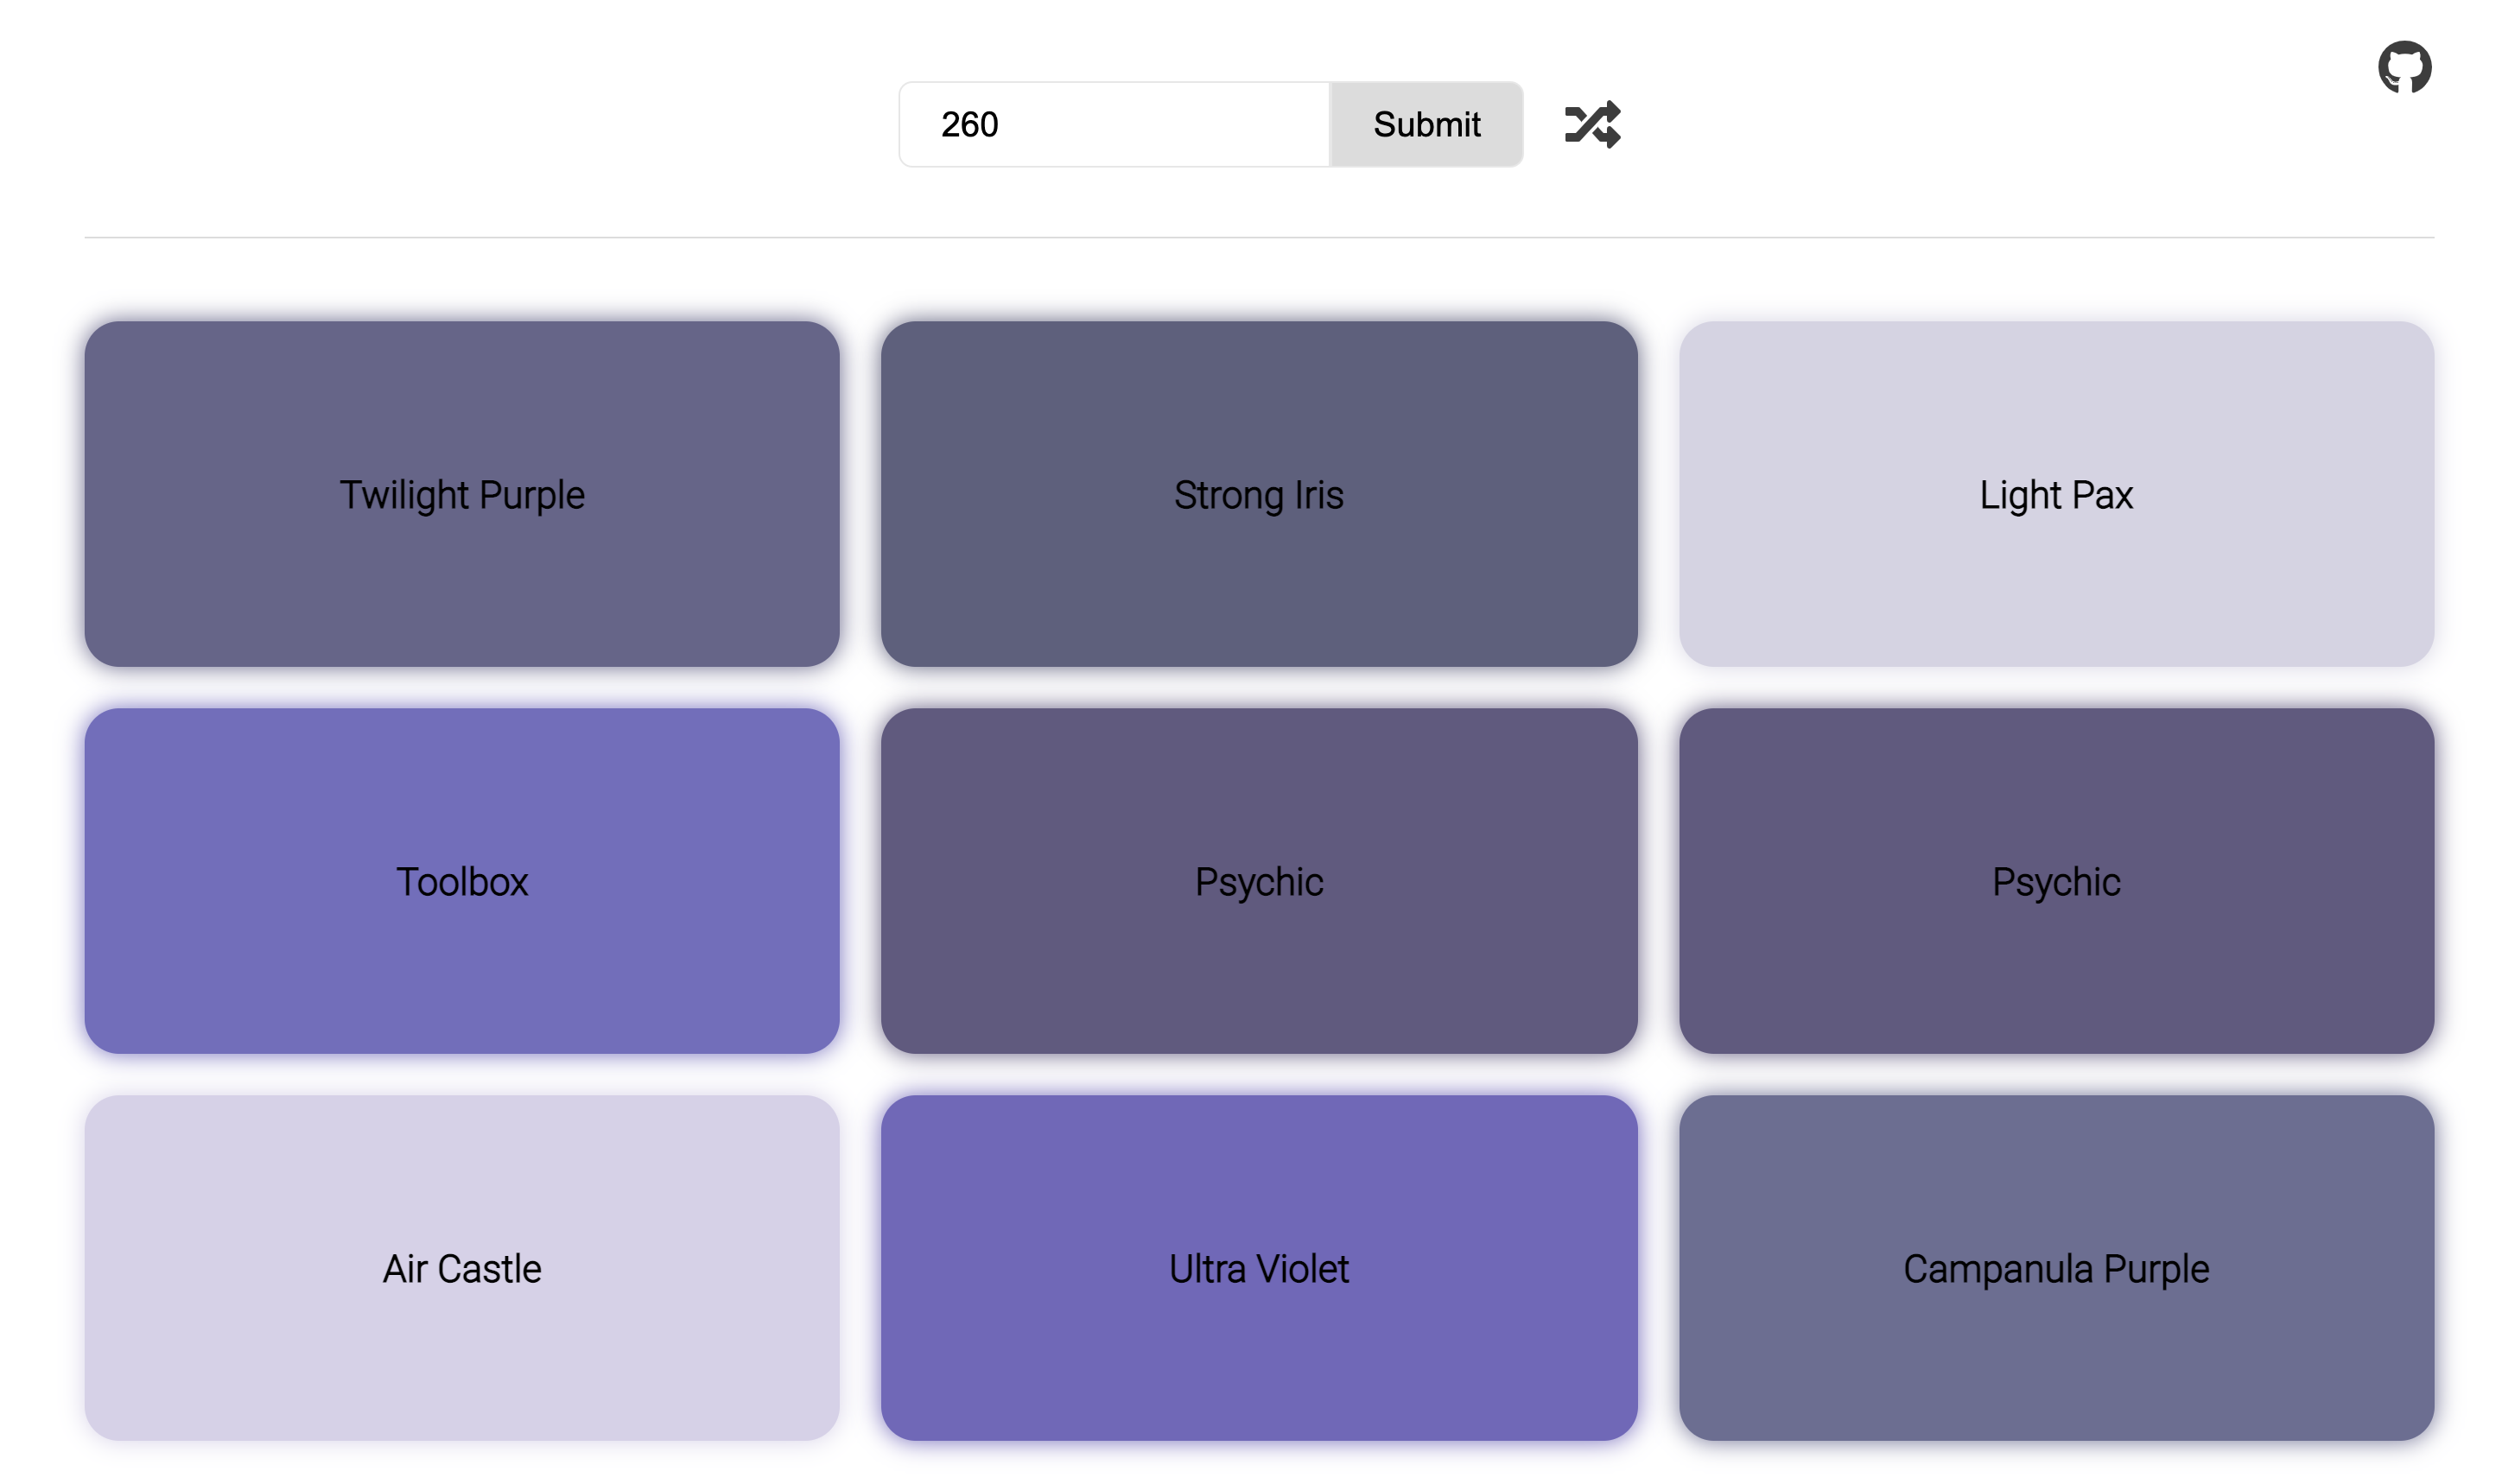 260
Submit
Twilight Purple
Strong Iris
Light Pax
Toolbox
Psychic
Psychic
Air Castle
Ultra Violet
Campanula Purple